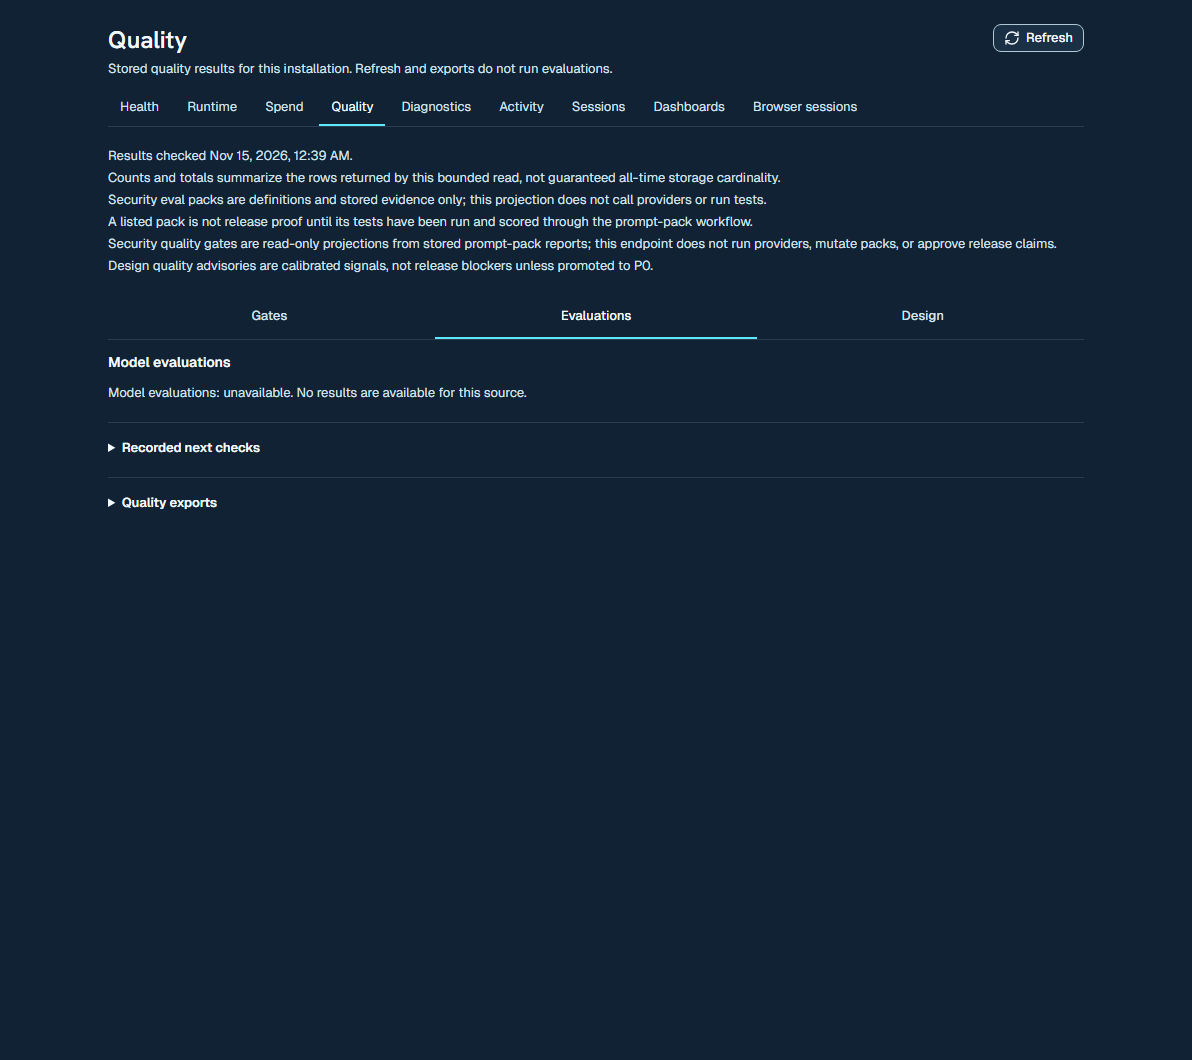 Quality
Refresh
Stored quality results for this installation. Refresh and exports do not run evaluations.
Health Runtime Spend Quality Diagnostics Activity Sessions Dashboards Browser sessions
Results checked Nov 15, 2026, 12:39 AM.
Counts and totals summarize the rows returned by this bounded read, not guaranteed all-time storage cardinality.
Security eval packs are definitions and stored evidence only; this projection does not call providers or run tests.
A listed pack is not release proof until its tests have been run and scored through the prompt-pack workflow.
Security quality gates are read-only projections from stored prompt-pack reports; this endpoint does not run providers, mutate packs, or approve release claims.
Design quality advisories are calibrated signals, not release blockers unless promoted to P0.
Gates Evaluations Design
Model evaluations
Model evaluations: unavailable. No results are available for this source.
Recorded next checks
Quality exports